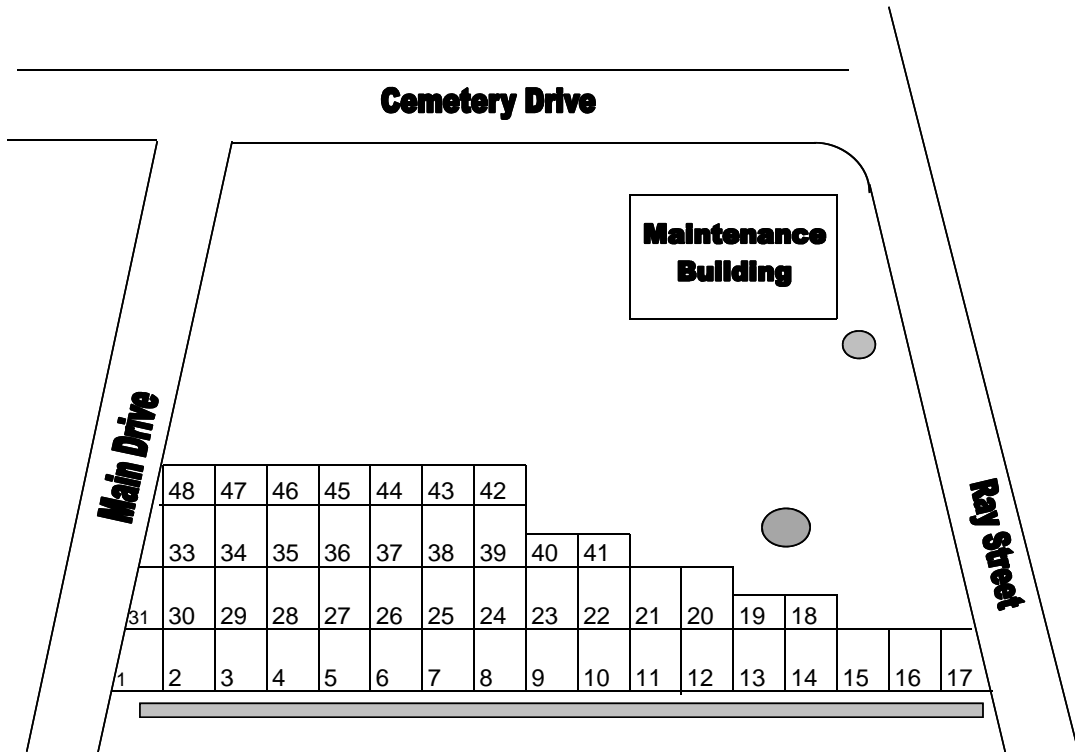 Cemetery Drive
Maintenance
Building
Main Drive
Ray Street
48 47 46 45 44 43 42
33 34 35 36 37 38 39 40 41
31 30 29 28 27 26 25 24 23 22 21 20 19 18
1 2 3 4 5 6 7 8 9 10 11 12 13 14 15 16 17